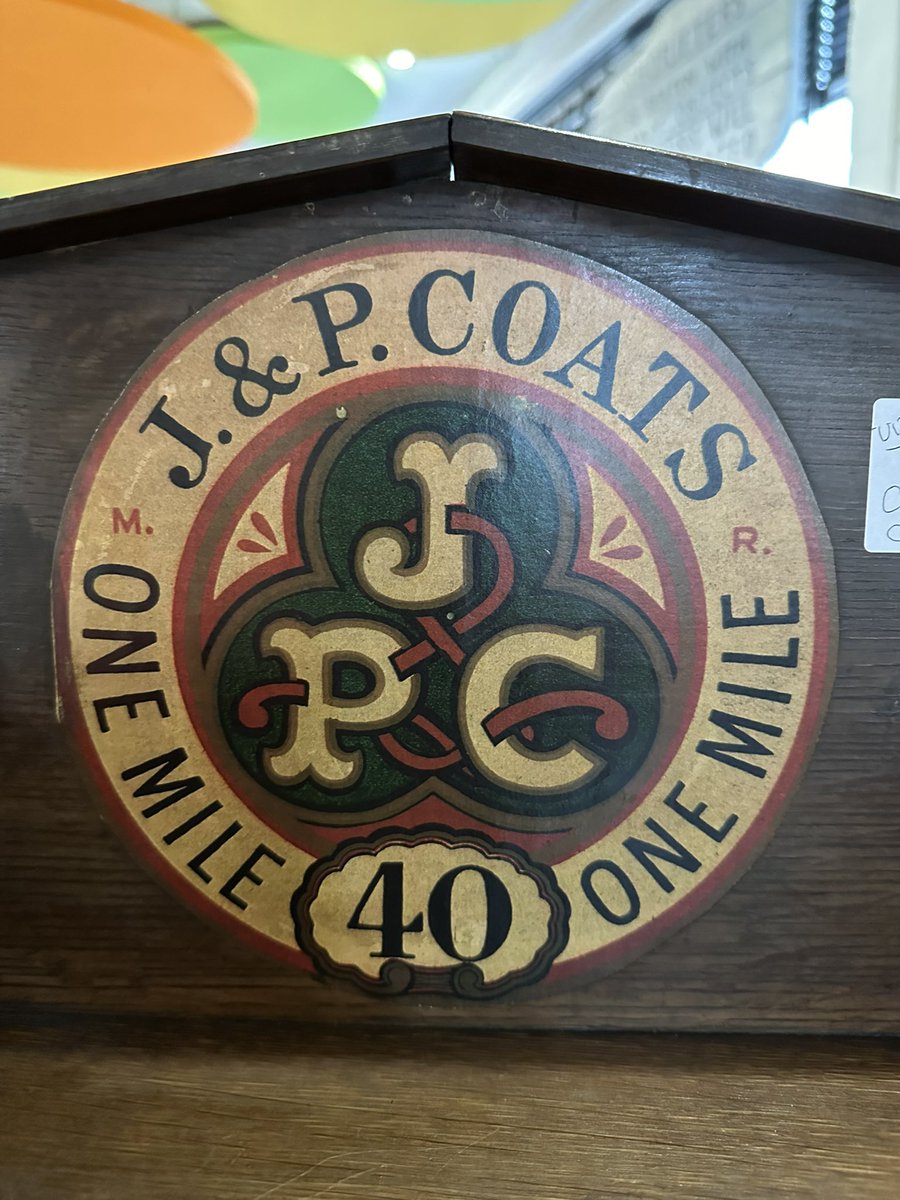 J. & P. COATS
M. R.
J
&
P C
ONE MILE
ONE MILE
40